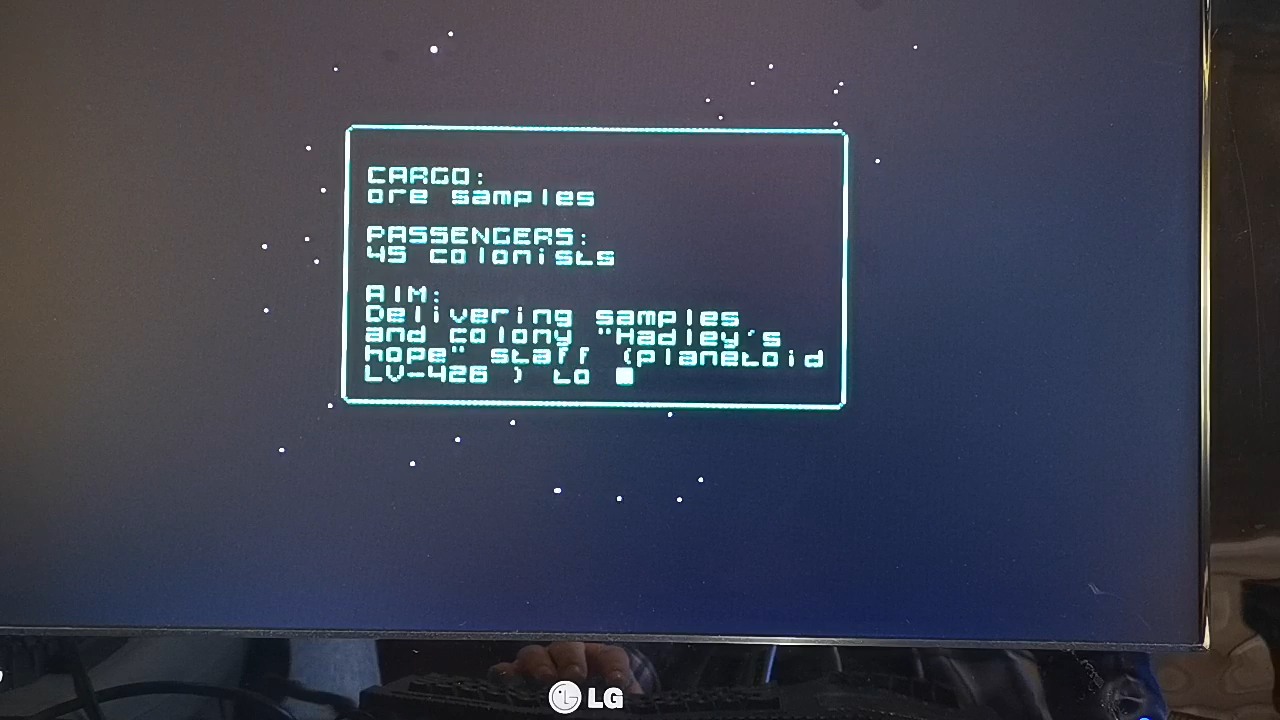 CARGO:
ore samples
PASSENGERS:
45 colonists
AIM:
Delivering samples
and colony "Hadley's
hope" staff (planetoid
LV-426 ) to
LG